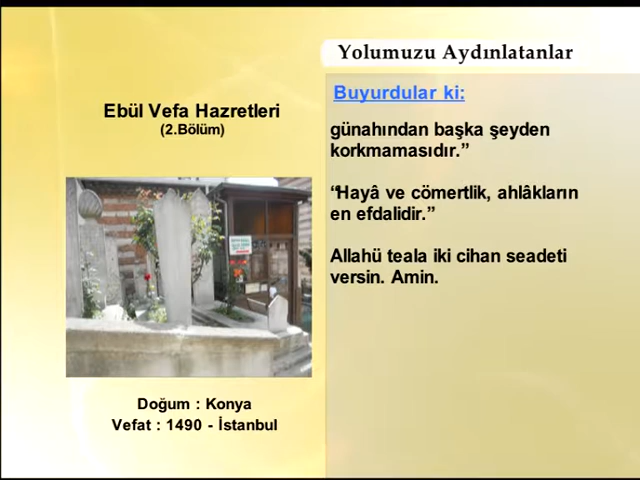 Yolumuzu Aydınlatanlar
Ebül Vefa Hazretleri
(2.Bölüm)
Doğum : Konya
Vefat : 1490 - İstanbul
Buyurdular ki:
günahından başka şeyden
korkmamasıdır.”
“Hayâ ve cömertlik, ahlâkların
en efdalidir.”
Allahü teala iki cihan seadeti
versin. Amin.